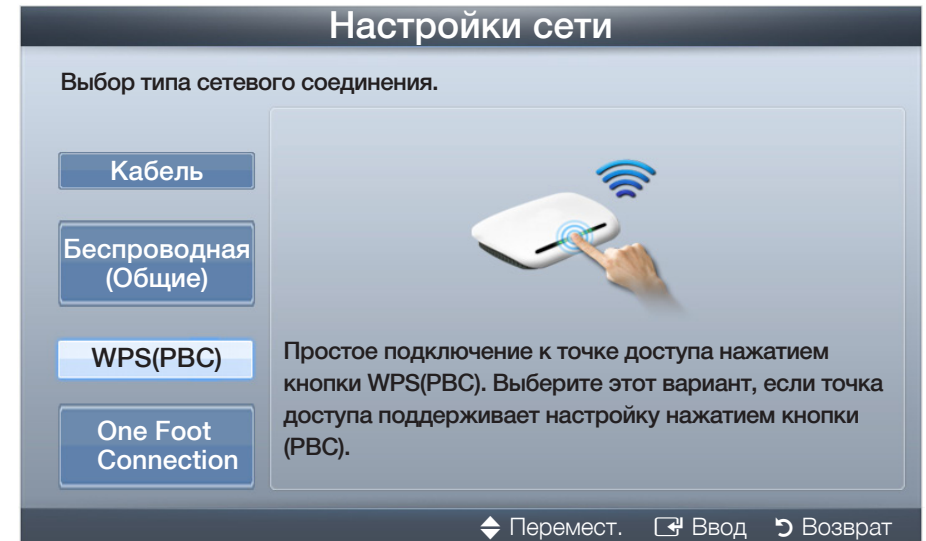 Настройки сети
Выбор типа сетевого соединения.
Кабель
Беспроводная
(Общие)
WPS(PBC)
One Foot
Connection
Простое подключение к точке доступа нажатием
кнопки WPS(PBC). Выберите этот вариант, если точка
доступа поддерживает настройку нажатием кнопки
(PBC).
Перемест. Ввод Возврат